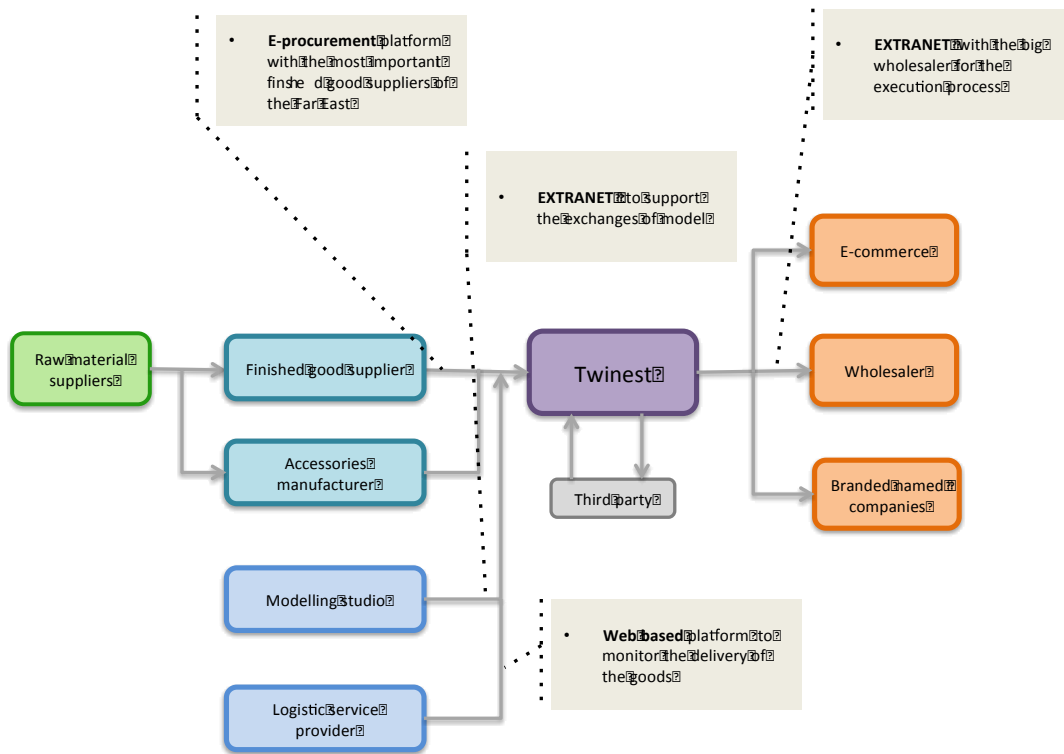 • E-procurement platform
with the most important
finshe d good suppliers of
the Far East
• EXTRANET with the big
wholesaler for the
execution process
• EXTRANET to support
the exchanges of model
E-commerce
Raw material
suppliers
Finished good supplier
Twinest
Wholesaler
Accessories
manufacturer
Third party
Branded named
companies
Modelling studio
• Web based platform to
monitor the delivery of
the goods
Logistic service
provider